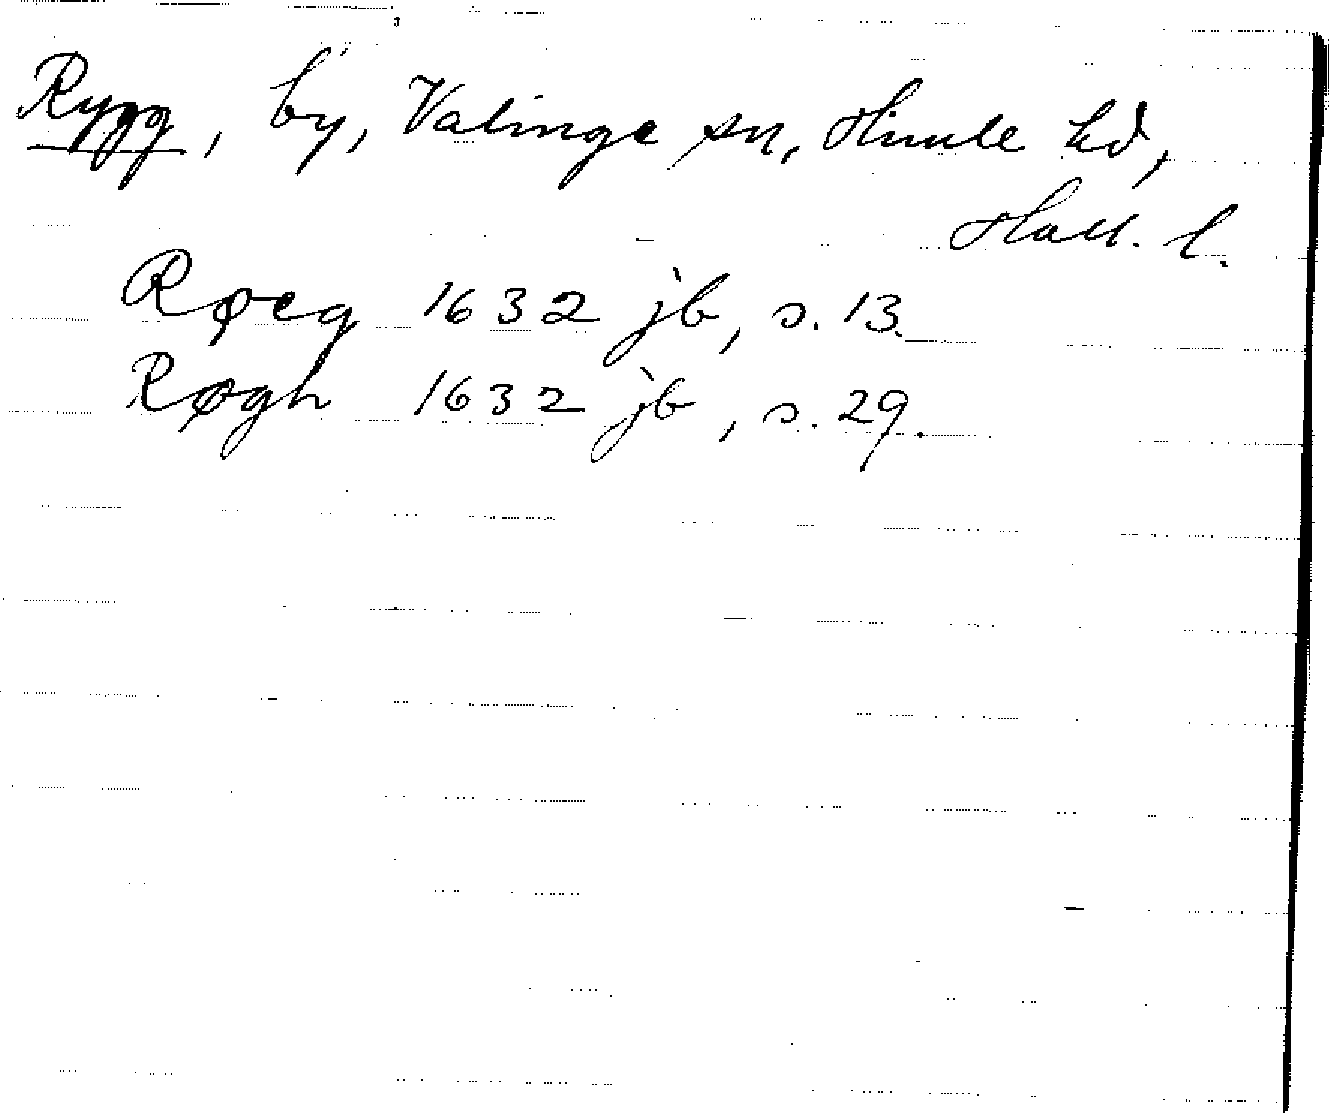 Rygg, by, Valinge sn, Himle hd,
Hall. l.
Røeg 1632 jb, s. 13.
Røgh 1632 jb, s. 29.